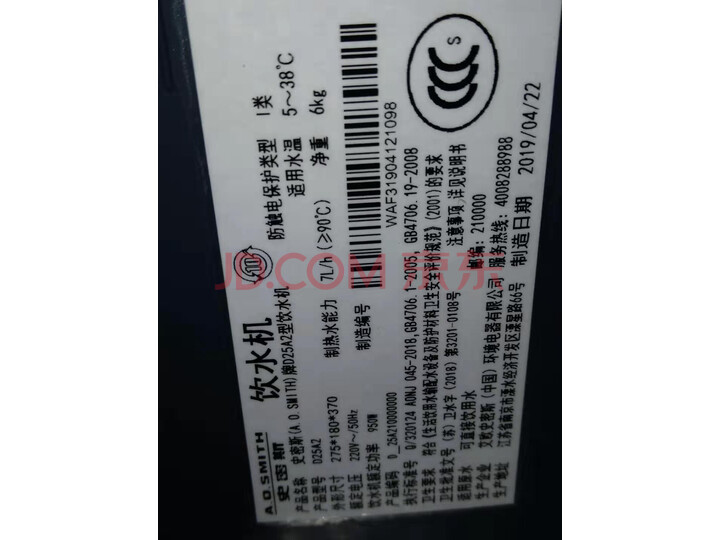 A.O.SMITH
史密斯
饮水机
产品名称 史密斯(A.O.SMITH)牌D25A2型饮水机
产品型号 D25A2
外形尺寸 275*180*370
额定电压 220V~/50Hz
饮水机额定功率 950W
产品编码 D_25A210000000
防触电保护类型 I类
适用水温 5~38℃
净重 6kg
制热水能力 7L/h(≥90℃)
制造编号
WAF31904121098
执行标准号 Q/320124 AONJ 045-2018,GB4706.1-2005, GB4706.19-2008
卫生要求 符合《生活饮用水输配水设备及防护材料卫生安全评价规范》(2001)的要求
卫生批准文号 (苏)卫水字(2018)第3201-0108号
注意事项,详见说明书
适用原水 可直接饮用水
邮编: 210000
生产企业 艾欧史密斯(中国)环境电器有限公司
服务热线: 4008288988
生产地址 江苏省南京市溧水经济开发区溧星路66号
制造日期 2019/04/22
CCC
S
JD.COM 京东